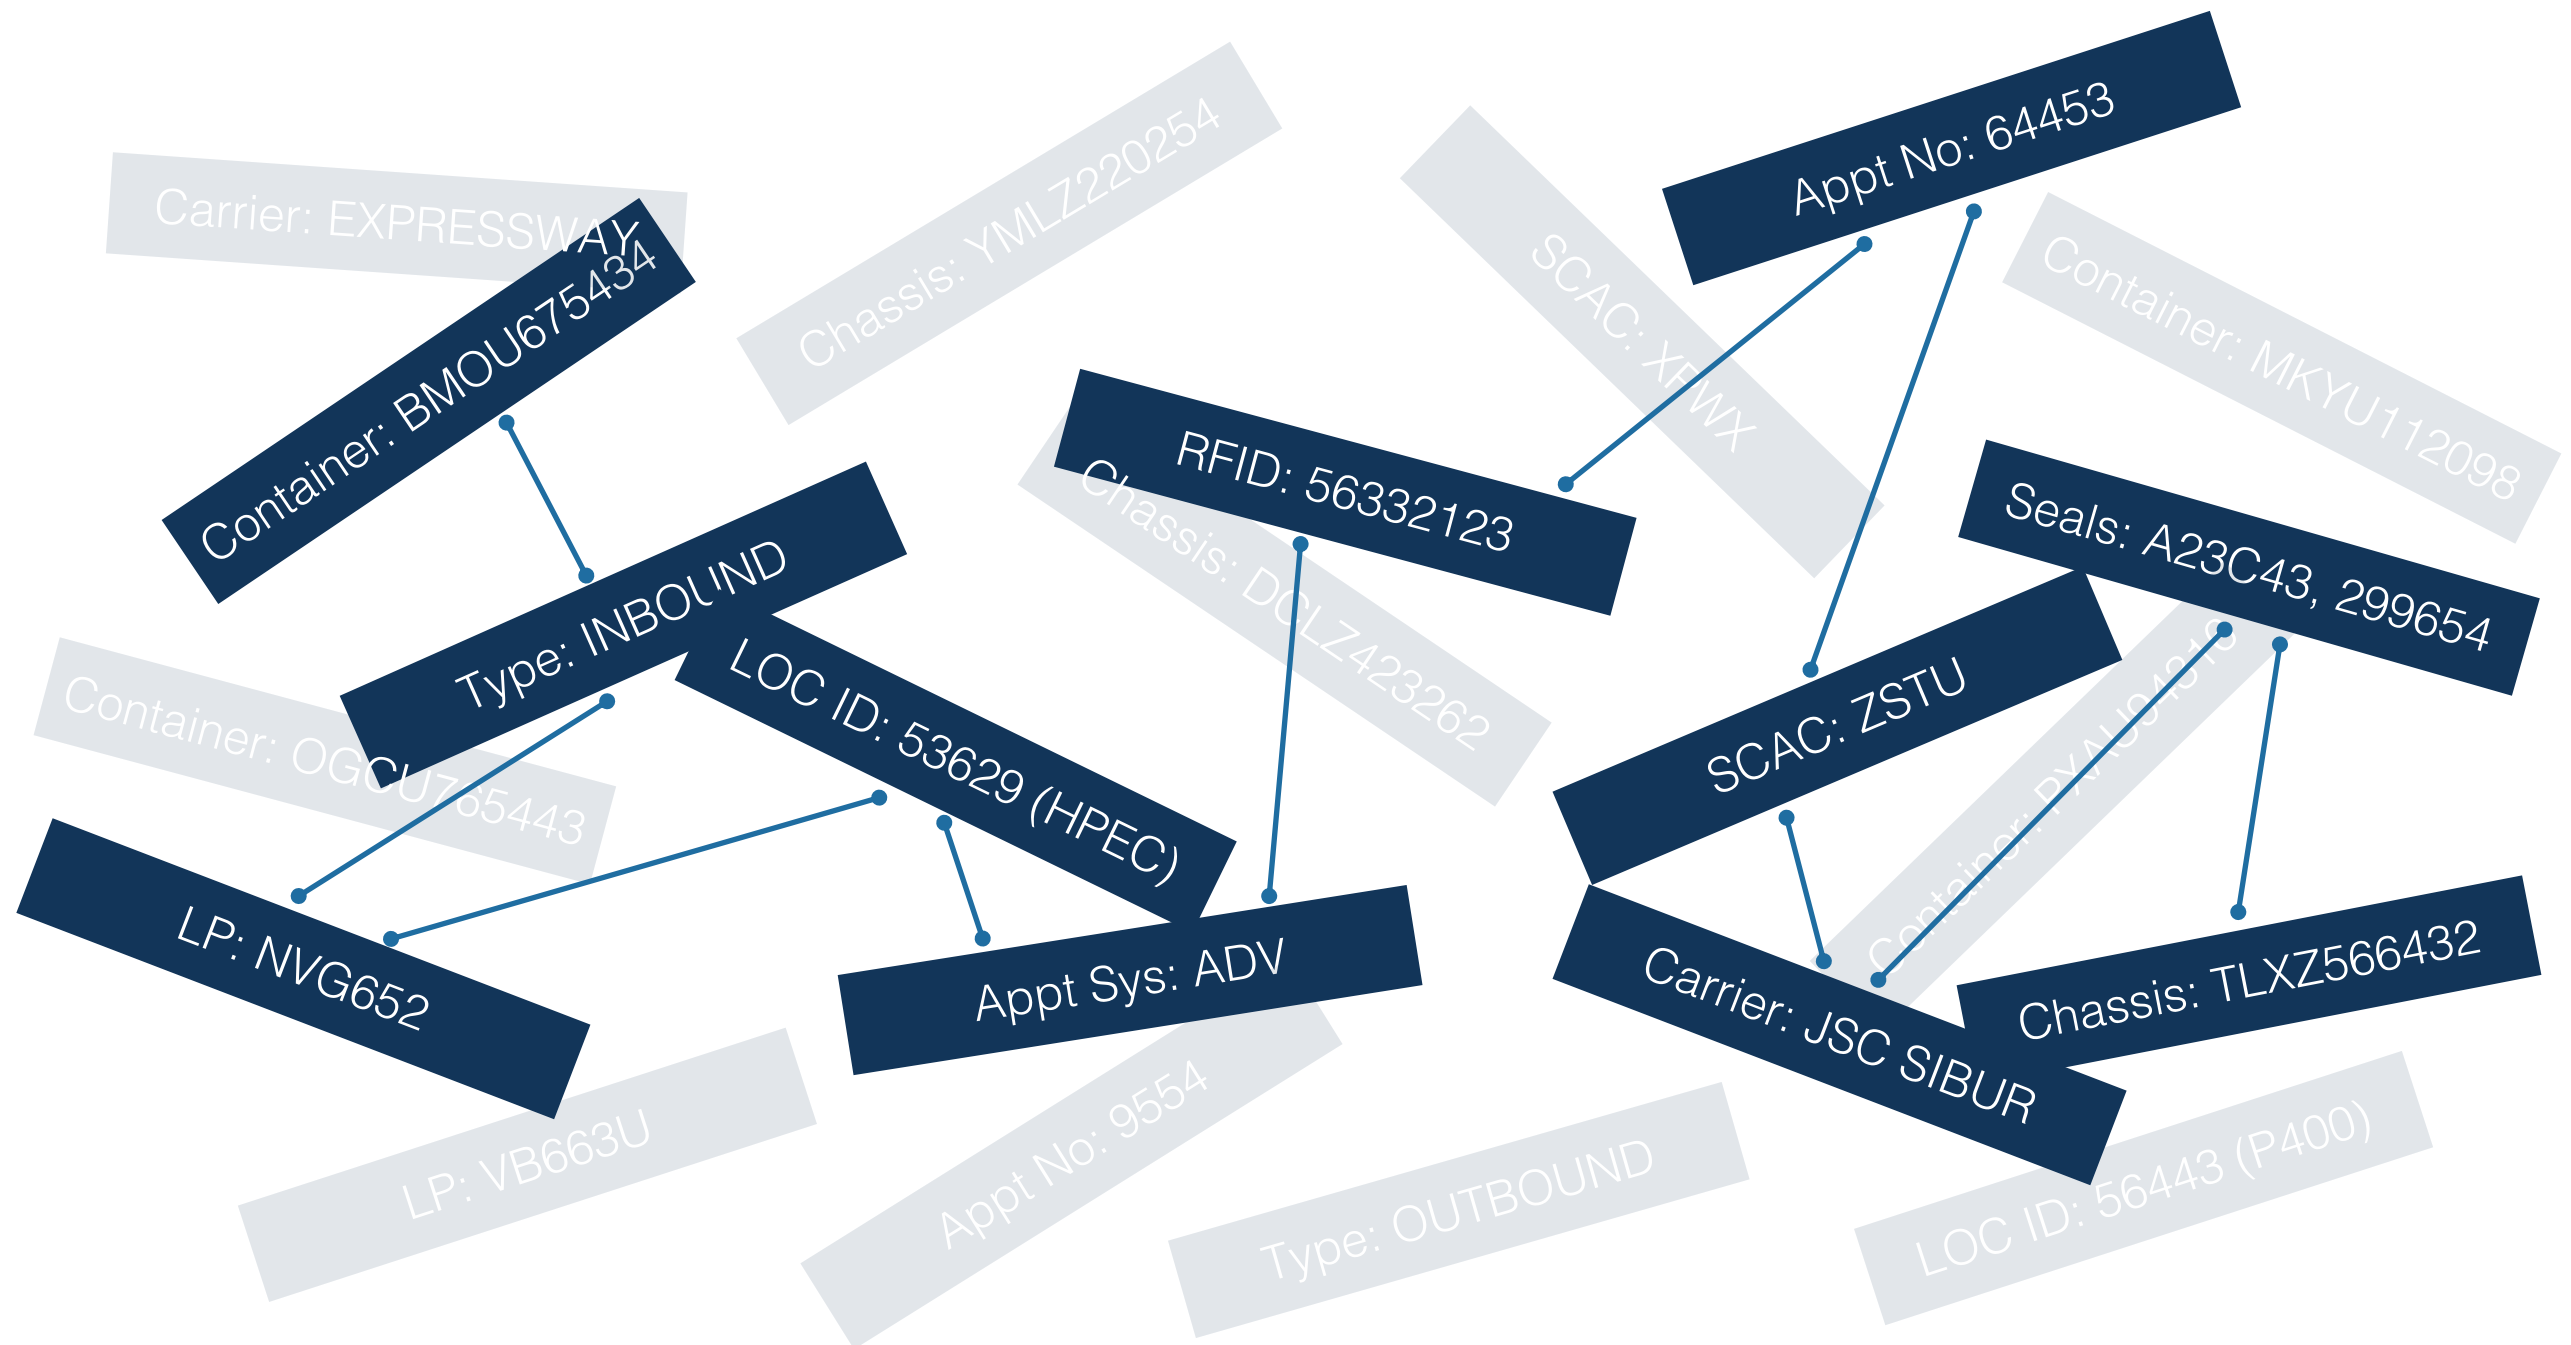 Appt No: 64453
Chassis: YMLZ220254
Carrier: EXPRESSWAY
Container: BMOU675434
SCAC: XPWX
Container: MKYU112098
RFID: 56332123
Seals: A23C43, 299654
Type: INBOUND
Chassis: DCLZ423262
LOC ID: 53629 (HPEC)
SCAC: ZSTU
Container: OGCU765443
Container:
LP: NVG652
Appt Sys: ADV
Carrier: JSC SIBUR
Chassis: TLXZ566432
LP: VB663U
Appt No: 9554
Type: OUTBOUND
LOC ID: 56443 (P400)